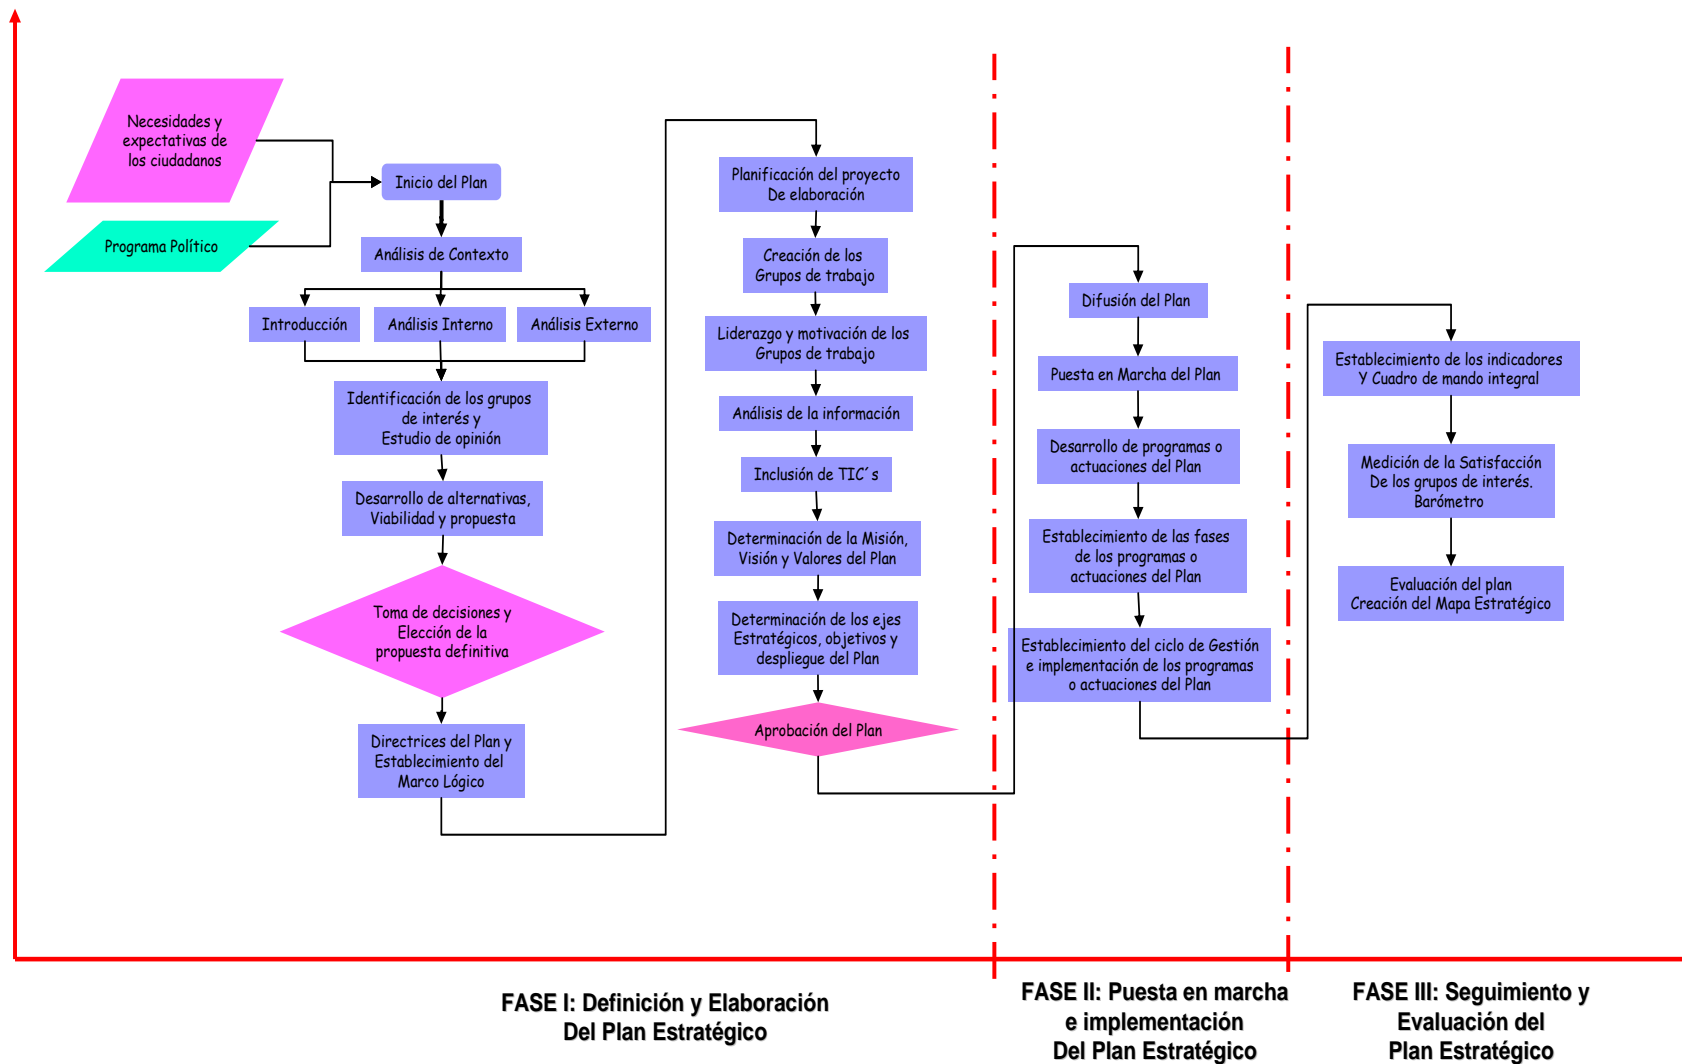 Necesidades y
expectativas de
los ciudadanos
Programa Político
Inicio del Plan
Análisis de Contexto
Introducción
Análisis Interno
Análisis Externo
Identificación de los grupos
de interés y
Estudio de opinión
Desarrollo de alternativas,
Viabilidad y propuesta
Toma de decisiones y
Elección de la
propuesta definitiva
Directrices del Plan y
Establecimiento del
Marco Lógico
Planificación del proyecto
De elaboración
Creación de los
Grupos de trabajo
Liderazgo y motivación de los
Grupos de trabajo
Análisis de la información
Inclusión de TIC´s
Determinación de la Misión,
Visión y Valores del Plan
Determinación de los ejes
Estratégicos, objetivos y
despliegue del Plan
Aprobación del Plan
Difusión del Plan
Puesta en Marcha del Plan
Desarrollo de programas o
actuaciones del Plan
Establecimiento de las fases
de los programas o
actuaciones del Plan
Establecimiento del ciclo de Gestión
e implementación de los programas
o actuaciones del Plan
Establecimiento de los indicadores
Y Cuadro de mando integral
Medición de la Satisfacción
De los grupos de interés.
Barómetro
Evaluación del plan
Creación del Mapa Estratégico
FASE I: Definición y Elaboración
Del Plan Estratégico
FASE II: Puesta en marcha
e implementación
Del Plan Estratégico
FASE III: Seguimiento y
Evaluación del
Plan Estratégico